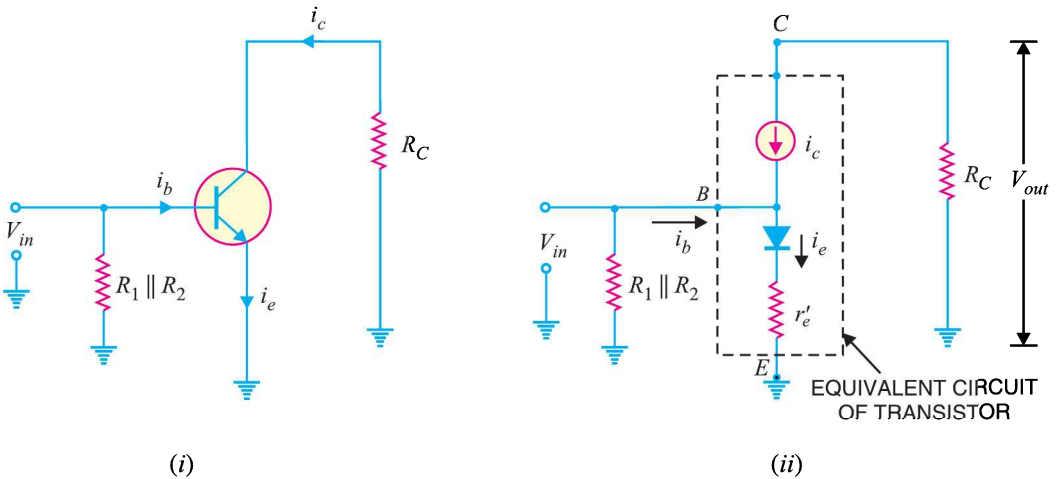 i_c
R_C
i_b
V_in
R_1 || R_2
i_e
(i)
C
i_c
R_C
V_out
B
i_b
V_in
i_e
R_1 || R_2
r'_e
E
EQUIVALENT CIRCUIT
OF TRANSISTOR
(ii)